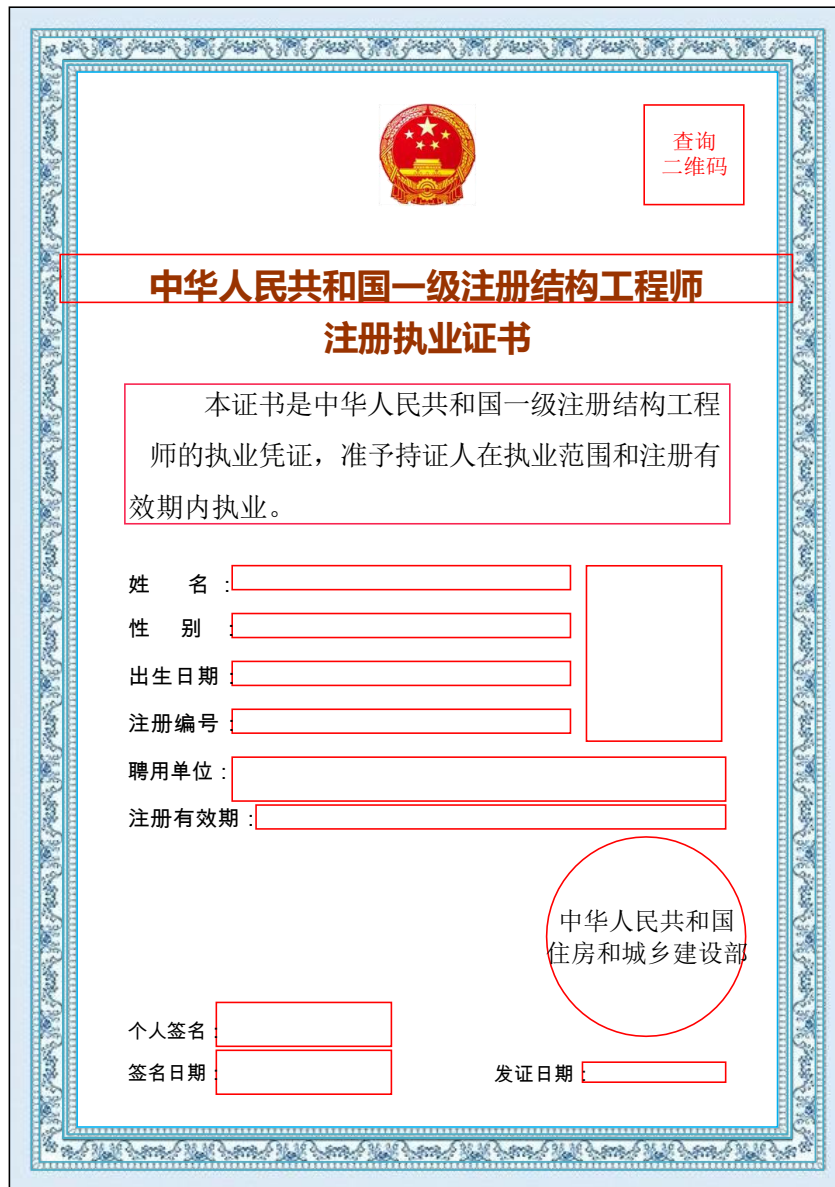 查询
二维码
中华人民共和国一级注册结构工程师
注册执业证书
本证书是中华人民共和国一级注册结构工程
师的执业凭证，准予持证人在执业范围和注册有
效期内执业。
姓 名：
性 别：
出生日期：
注册编号：
聘用单位：
注册有效期：
中华人民共和国
住房和城乡建设部
个人签名：
签名日期：
发证日期：